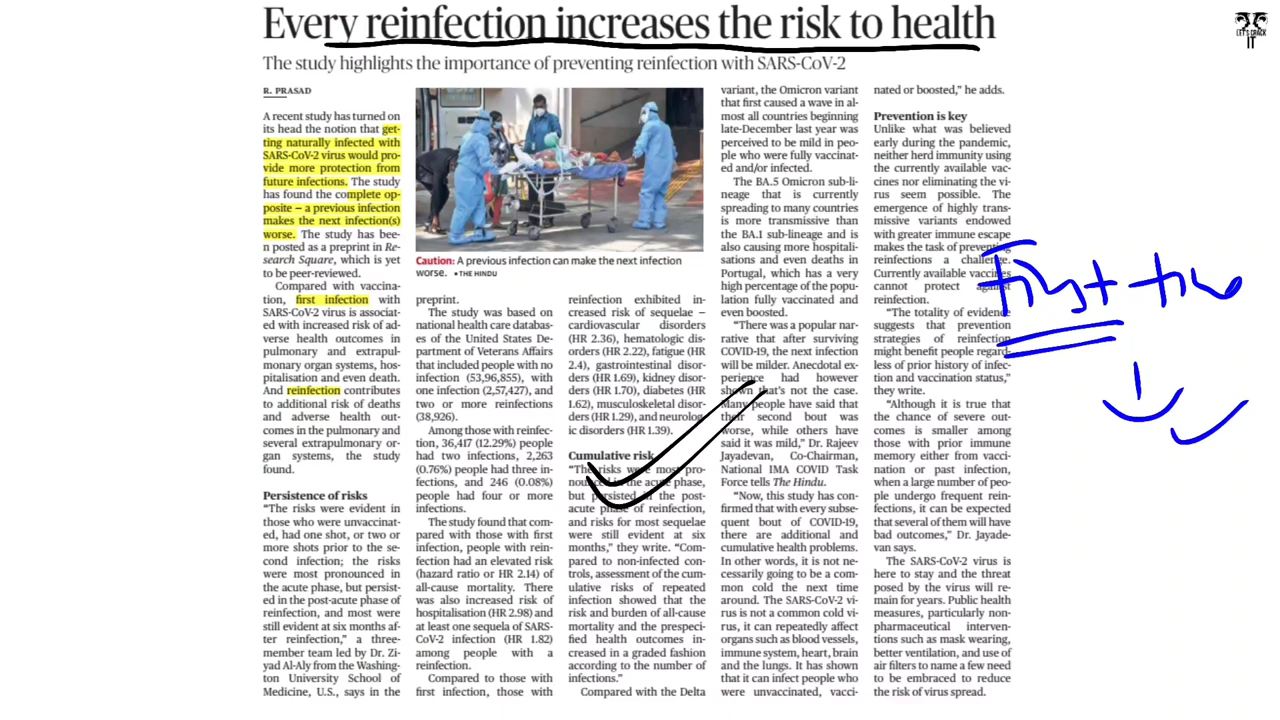 Every reinfection increases the risk to health
The study highlights the importance of preventing reinfection with SARS-CoV-2
LET'S CRACK
IT
R. PRASAD
A recent study has turned on
its head the notion that get-
ting naturally infected with
SARS-CoV-2 virus would pro-
vide more protection from
future infections. The study
has found the complete op-
posite – a previous infection
makes the next infection(s)
worse. The study has bee-
n posted as a preprint in Re-
search Square, which is yet
to be peer-reviewed.
Compared with vaccina-
tion, first infection with
SARS-CoV-2 virus is associat-
ed with increased risk of ad-
verse health outcomes in
pulmonary and extrapul-
monary organ systems, hos-
pitalisation and even death.
And reinfection contributes
to additional risk of deaths
and adverse health out-
comes in the pulmonary and
several extrapulmonary or-
gan systems, the study
found.
Persistence of risks
"The risks were evident in
those who were unvaccinat-
ed, had one shot, or two or
more shots prior to the se-
cond infection; the risks
were most pronounced in
the acute phase, but persist-
ed in the post-acute phase of
reinfection, and most were
still evident at six months af-
ter reinfection," a three-
member team led by Dr. Zi-
yad Al-Aly from the Washing-
ton University School of
Medicine, U.S., says in the
Caution: A previous infection can make the next infection
worse. • THE HINDU
preprint.
The study was based on
national health care databas-
es of the United States De-
partment of Veterans Affairs
that included people with no
infection (53,96,855), with
one infection (2,57,427), and
two or more reinfections
(38,926).
Among those with reinfec-
tion, 36,417 (12.29%) people
had two infections, 2,263
(0.76%) people had three in-
fections, and 246 (0.08%)
people had four or more
infections.
The study found that com-
pared with those with first
infection, people with rein-
fection had an elevated risk
(hazard ratio or HR 2.14) of
all-cause mortality. There
was also increased risk of
hospitalisation (HR 2.98) and
at least one sequela of SARS-
CoV-2 infection (HR 1.82)
among people with a
reinfection.
Compared to those with
first infection, those with
reinfection exhibited in-
creased risk of sequelae –
cardiovascular disorders
(HR 2.36), hematologic dis-
orders (HR 2.22), fatigue (HR
2.4), gastrointestinal disor-
ders (HR 1.69), kidney disor-
ders (HR 1.70), diabetes (HR
1.62), musculoskeletal disor-
ders (HR 1.29), and neurolog-
ic disorders (HR 1.39).
Cumulative risk
"The risks were most pro-
nounced in the acute phase,
but persisted in the post-
acute phase of reinfection,
and risks for most sequelae
were still evident at six
months," they write. "Com-
pared to non-infected con-
trols, assessment of the cum-
ulative risks of repeated
infection showed that the
risk and burden of all-cause
mortality and the prespeci-
fied health outcomes in-
creased in a graded fashion
according to the number of
infections."
Compared with the Delta
variant, the Omicron variant
that first caused a wave in al-
most all countries beginning
late-December last year was
perceived to be mild in peo-
ple who were fully vaccinat-
ed and/or infected.
The BA.5 Omicron sub-li-
neage that is currently
spreading to many countries
is more transmissive than
the BA.1 sub-lineage and is
also causing more hospitali-
sations and even deaths in
Portugal, which has a very
high percentage of the popu-
lation fully vaccinated and
even boosted.
"There was a popular nar-
rative that after surviving
COVID-19, the next infection
will be milder. Anecdotal ex-
perience had however
shown that's not the case.
Many people have said that
their second bout was
worse, while others have
said it was mild," Dr. Rajeev
Jayadevan, Co-Chairman,
National IMA COVID Task
Force tells The Hindu.
"Now, this study has con-
firmed that with every subse-
quent bout of COVID-19,
there are additional and
cumulative health problems.
In other words, it is not ne-
cessarily going to be a com-
mon cold the next time
around. The SARS-CoV-2 vi-
rus is not a common cold vi-
rus, it can repeatedly affect
organs such as blood vessels,
immune system, heart, brain
and the lungs. It has shown
that it can infect people who
were unvaccinated, vacci-
nated or boosted," he adds.
Prevention is key
Unlike what was believed
early during the pandemic,
neither herd immunity using
the currently available vac-
cines nor eliminating the vi-
rus seem possible. The
emergence of highly trans-
missive variants endowed
with greater immune escape
makes the task of preventing
reinfections a challenge.
Currently available vaccines
cannot protect against
reinfection.
"The totality of evidence
suggests that prevention
strategies of reinfection
might benefit people regard-
less of prior history of infec-
tion and vaccination status,"
they write.
"Although it is true that
the chance of severe out-
comes is smaller among
those with prior immune
memory either from vacci-
nation or past infection,
when a large number of peo-
ple undergo frequent rein-
fections, it can be expected
that several of them will have
bad outcomes," Dr. Jayade-
van says.
The SARS-CoV-2 virus is
here to stay and the threat
posed by the virus will re-
main for years. Public health
measures, particularly non-
pharmaceutical interven-
tions such as mask wearing,
better ventilation, and use of
air filters to name a few need
to be embraced to reduce
the risk of virus spread.
First